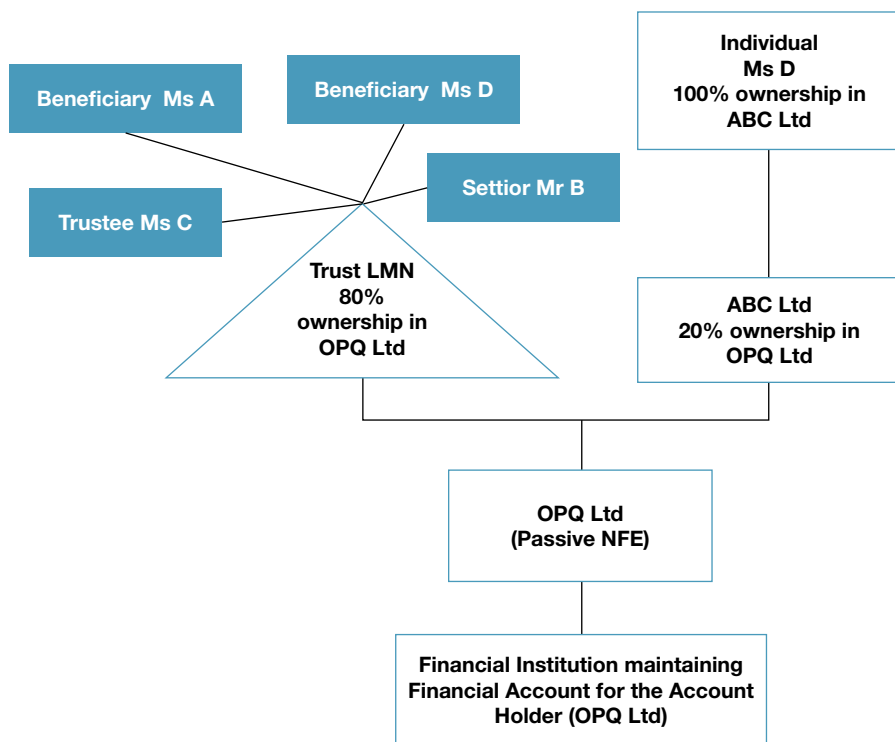 Individual
Ms D
100% ownership in
ABC Ltd
Beneficiary  Ms A
Beneficiary  Ms D
Settior Mr B
Trustee Ms C
Trust LMN
80%
ownership in
OPQ Ltd
ABC Ltd
20% ownership in
OPQ Ltd
OPQ Ltd
(Passive NFE)
Financial Institution maintaining
Financial Account for the Account
Holder (OPQ Ltd)